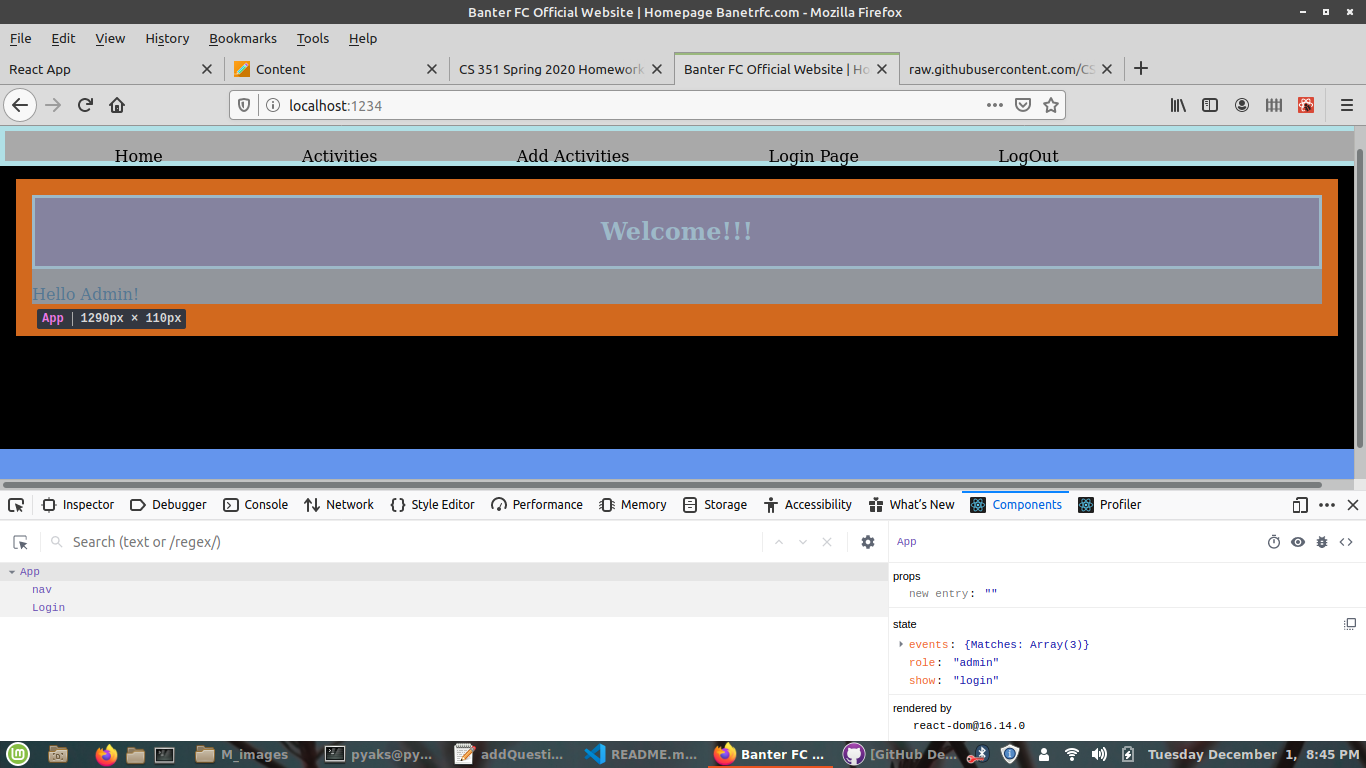 Banter FC Official Website | Homepage Banetrfc.com - Mozilla Firefox
File Edit View History Bookmarks Tools Help
React App
Content
CS 351 Spring 2020 Homework
Banter FC Official Website | Ho
raw.githubusercontent.com/CS
localhost:1234
Home Activities Add Activities Login Page LogOut
Welcome!!!
Hello Admin!
App | 1290px × 110px
Inspector Debugger Console Network Style Editor Performance Memory Storage Accessibility What's New Components Profiler
Search (text or /regex/)
App
App
nav
Login
props
new entry: ""
state
events: {Matches: Array(3)}
role: "admin"
show: "login"
rendered by
react-dom@16.14.0
M_images
pyaks@py...
addQuesti...
README.m...
Banter FC ...
[GitHub De...
Tuesday December 1, 8:45 PM